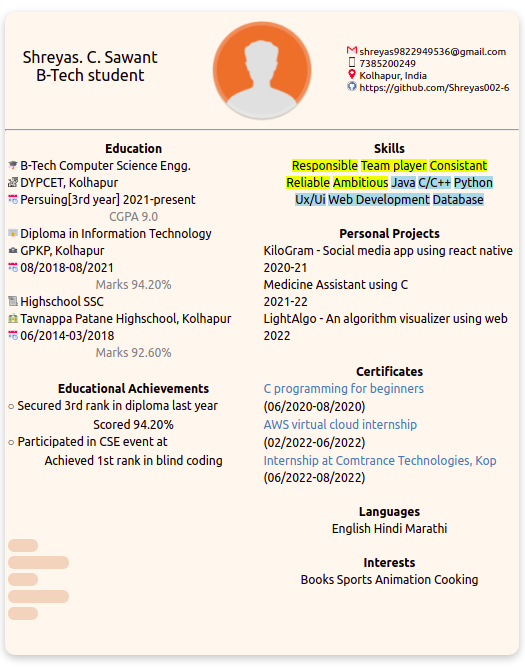 Shreyas. C. Sawant
B-Tech student
shreyas9822949536@gmail.com
7385200249
Kolhapur, India
https://github.com/Shreyas002-6
Education
B-Tech Computer Science Engg.
DYPCET, Kolhapur
Persuing[3rd year] 2021-present
CGPA 9.0
Diploma in Information Technology
GPKP, Kolhapur
08/2018-08/2021
Marks 94.20%
Highschool SSC
Tavnappa Patane Highschool, Kolhapur
06/2014-03/2018
Marks 92.60%
Educational Achievements
○ Secured 3rd rank in diploma last year
Scored 94.20%
○ Participated in CSE event at
Achieved 1st rank in blind coding
Skills
Responsible Team player Consistant
Reliable Ambitious Java C/C++ Python
Ux/Ui Web Development Database
Personal Projects
KiloGram - Social media app using react native
2020-21
Medicine Assistant using C
2021-22
LightAlgo - An algorithm visualizer using web
2022
Certificates
C programming for beginners
(06/2020-08/2020)
AWS virtual cloud internship
(02/2022-06/2022)
Internship at Comtrance Technologies, Kop
(06/2022-08/2022)
Languages
English Hindi Marathi
Interests
Books Sports Animation Cooking